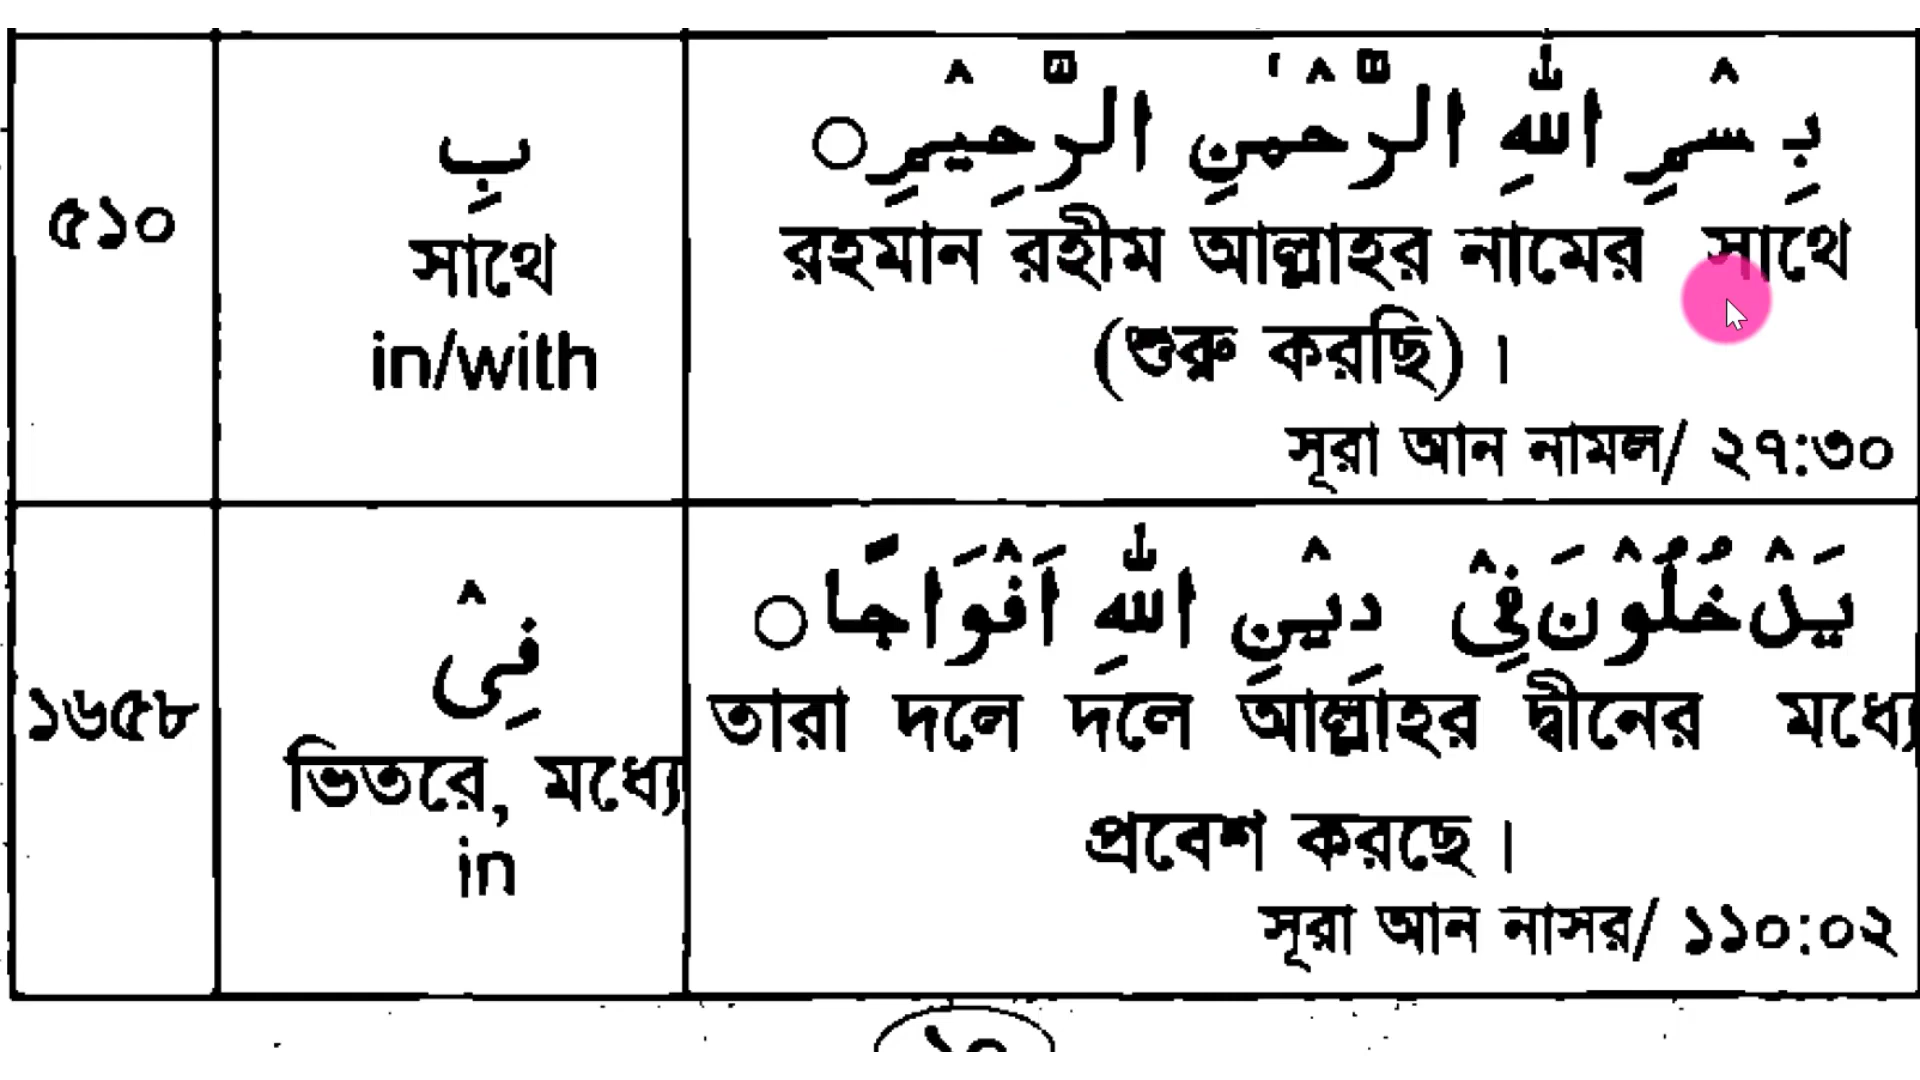 ৫১০
بِ
সাথে
in/with
بِسْمِ اللّٰهِ الرَّحْمٰنِ الرَّحِيْمِ ○
রহমান রহীম আল্লাহর নামের সাথে
(শুরু করছি) ।
সূরা আন নামল/ ২৭:৩০
১৬৫৮
فِىْ
ভিতরে, মধ্যে
in
يَدْخُلُوْنَ فِىْ دِيْنِ اللّٰهِ اَفْوَاجًا ○
তারা দলে দলে আল্লাহর দ্বীনের মধ্যে
প্রবেশ করছে ।
সূরা আন নাসর/ ১১০:০২